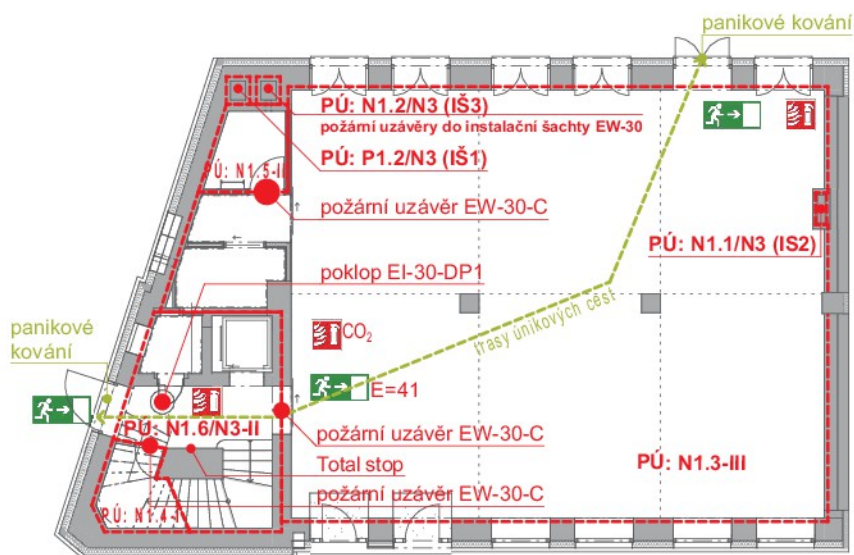 panikové kování
PÚ: N1.2/N3 (IŠ3)
požární uzávěry do instalační šachty EW-30
PÚ: P1.2/N3 (IŠ1)
PÚ: N1.5-II
požární uzávěr EW-30-C
PÚ: N1.1/N3 (IS2)
poklop EI-30-DP1
trasy únikových cest
panikové
kování
CO₂
E=41
PÚ: N1.6/N3-II
požární uzávěr EW-30-C
Total stop
PÚ: N1.3-III
požární uzávěr EW-30-C
PÚ: N1.4-I